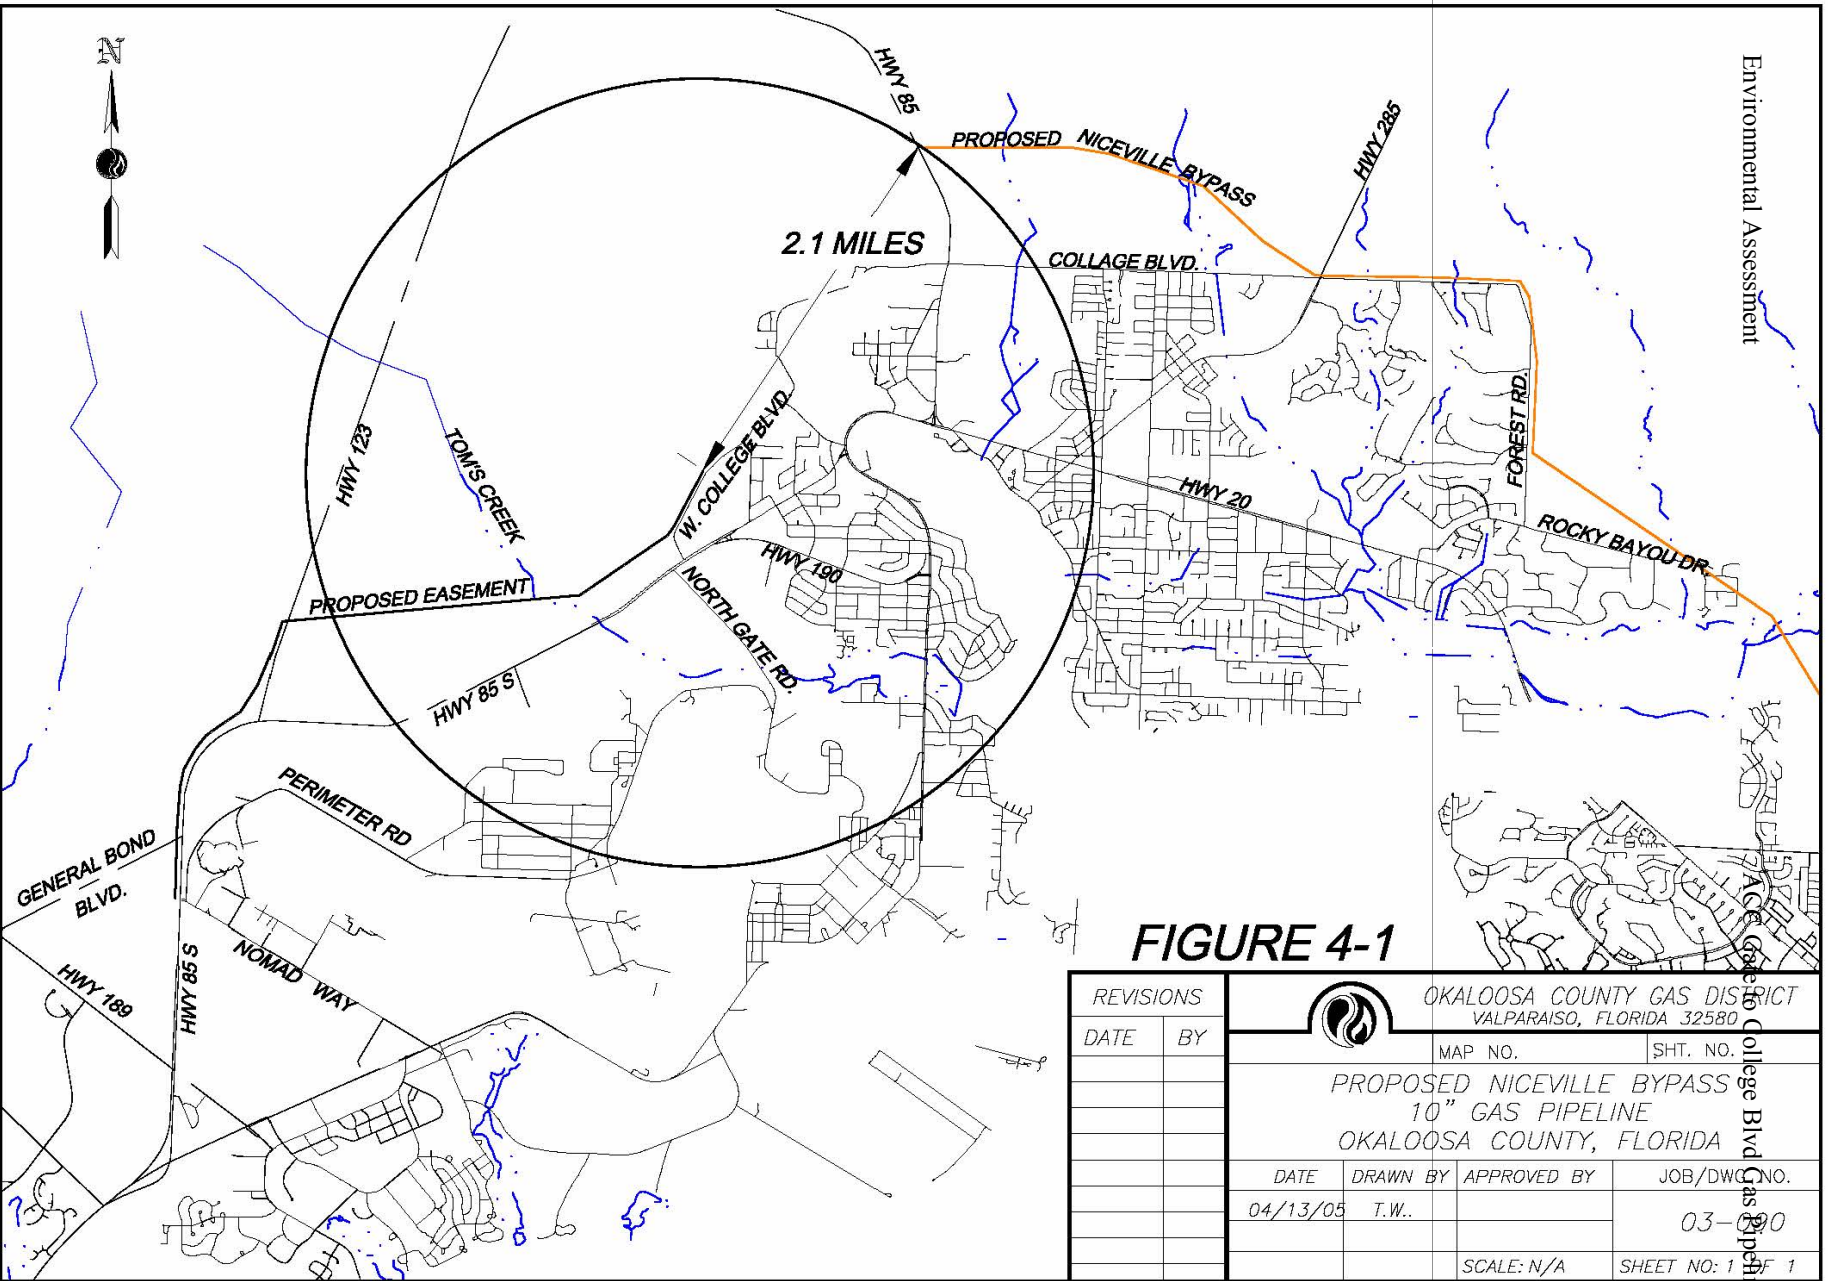 N
HWY 85
PROPOSED NICEVILLE BYPASS
HWY 285
Environmental Assessment
2.1 MILES
COLLAGE BLVD.
HWY 123
TOM'S CREEK
W. COLLEGE BLVD.
FOREST RD.
HWY 20
ROCKY BAYOU DR.
HWY 190
PROPOSED EASEMENT
NORTH GATE RD.
HWY 85 S
PERIMETER RD
GENERAL BOND
BLVD.
HWY 189
HWY 85 S
NOMAD WAY
FIGURE 4-1
ACC Gate to College Blvd Gas Pipeli
REVISIONS
DATE BY
OKALOOSA COUNTY GAS DISTRICT
VALPARAISO, FLORIDA 32580
MAP NO. SHT. NO.
PROPOSED NICEVILLE BYPASS
10" GAS PIPELINE
OKALOOSA COUNTY, FLORIDA
DATE DRAWN BY APPROVED BY JOB/DWG NO.
04/13/05 T.W.. 03-090
SCALE: N/A SHEET NO: 1 OF 1